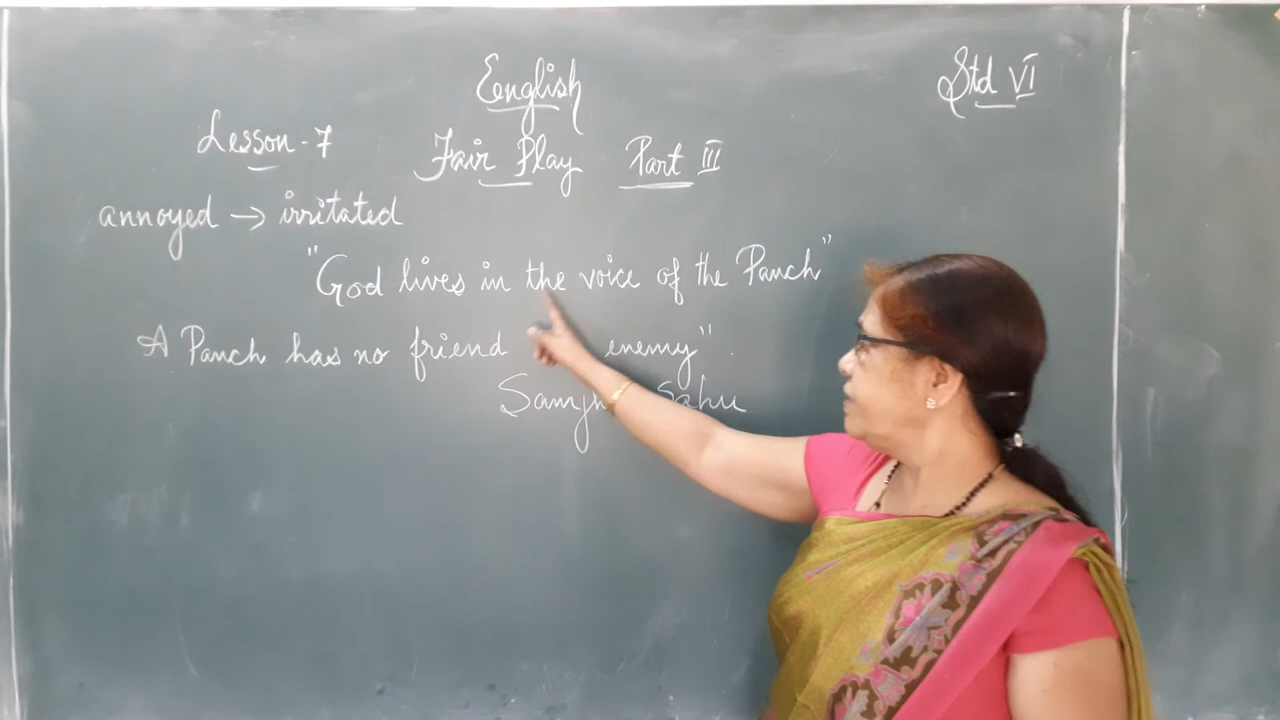 English
Std VI
Lesson-7 Fair Play Part III
annoyed → irritated
"God lives in the voice of the Panch"
A Panch has no friend enemy".
Sahu